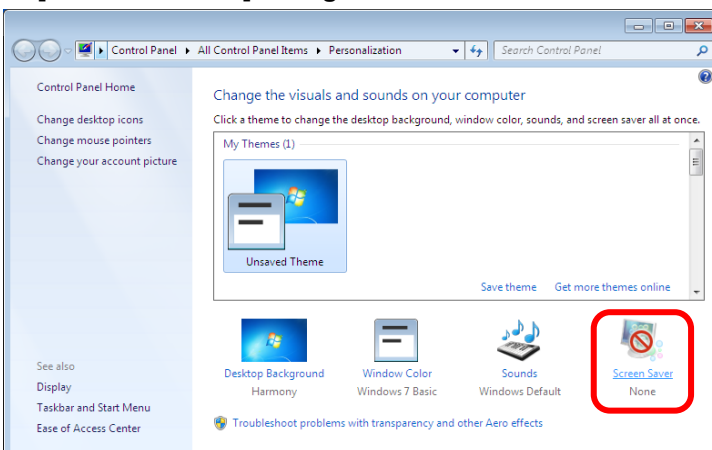 Control Panel ▸ All Control Panel Items ▸ Personalization
Search Control Panel
Control Panel Home
Change desktop icons
Change mouse pointers
Change your account picture
Change the visuals and sounds on your computer
Click a theme to change the desktop background, window color, sounds, and screen saver all at once.
My Themes (1)
Unsaved Theme
Save theme Get more themes online
Desktop Background
Harmony
Window Color
Windows 7 Basic
Sounds
Windows Default
Screen Saver
None
Troubleshoot problems with transparency and other Aero effects
See also
Display
Taskbar and Start Menu
Ease of Access Center